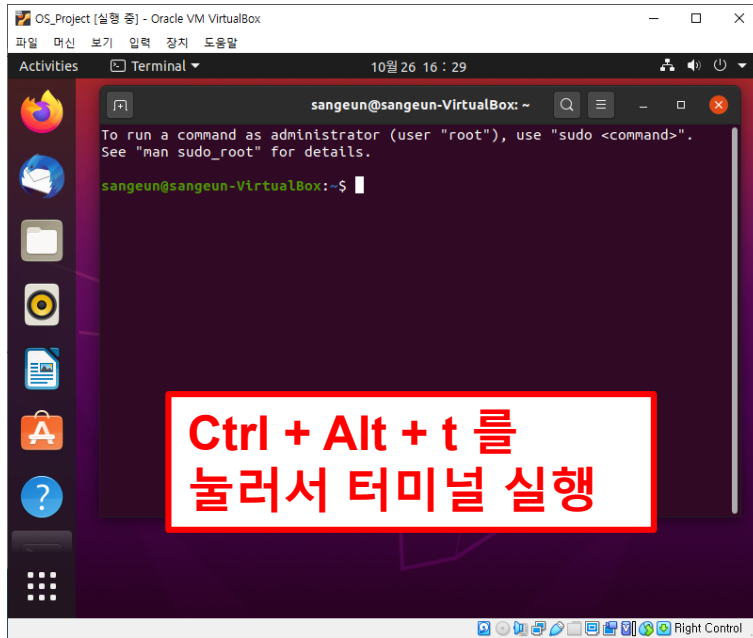 OS_Project [실행 중] - Oracle VM VirtualBox
파일 머신 보기 입력 장치 도움말
Activities Terminal 10월 26 16 : 29
sangeun@sangeun-VirtualBox: ~
To run a command as administrator (user "root"), use "sudo <command>".
See "man sudo_root" for details.
sangeun@sangeun-VirtualBox:~$
Ctrl + Alt + t 를
눌러서 터미널 실행
Right Control